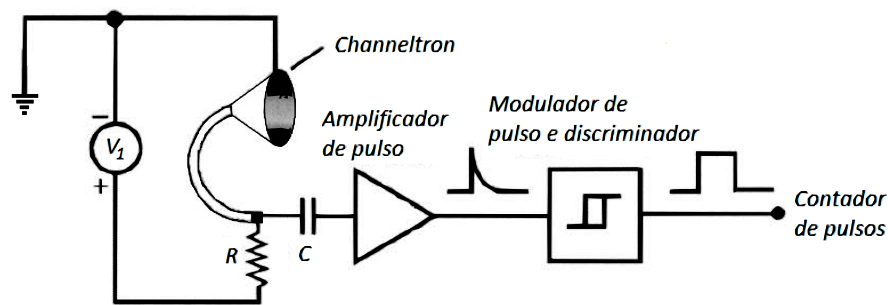 Channeltron
Amplificador
de pulso
Modulador de
pulso e discriminador
−
V1
+
R
C
Contador
de pulsos